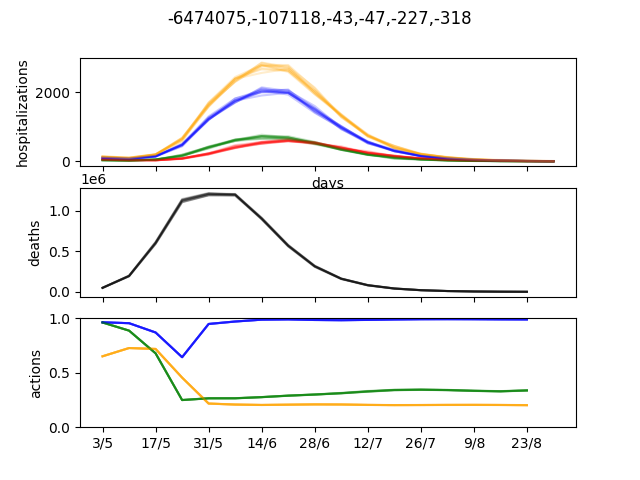 -6474075,-107118,-43,-47,-227,-318
hospitalizations
2000
0
days
1e6
deaths
1.0
0.5
0.0
actions
1.0
0.5
0.0
3/5 17/5 31/5 14/6 28/6 12/7 26/7 9/8 23/8